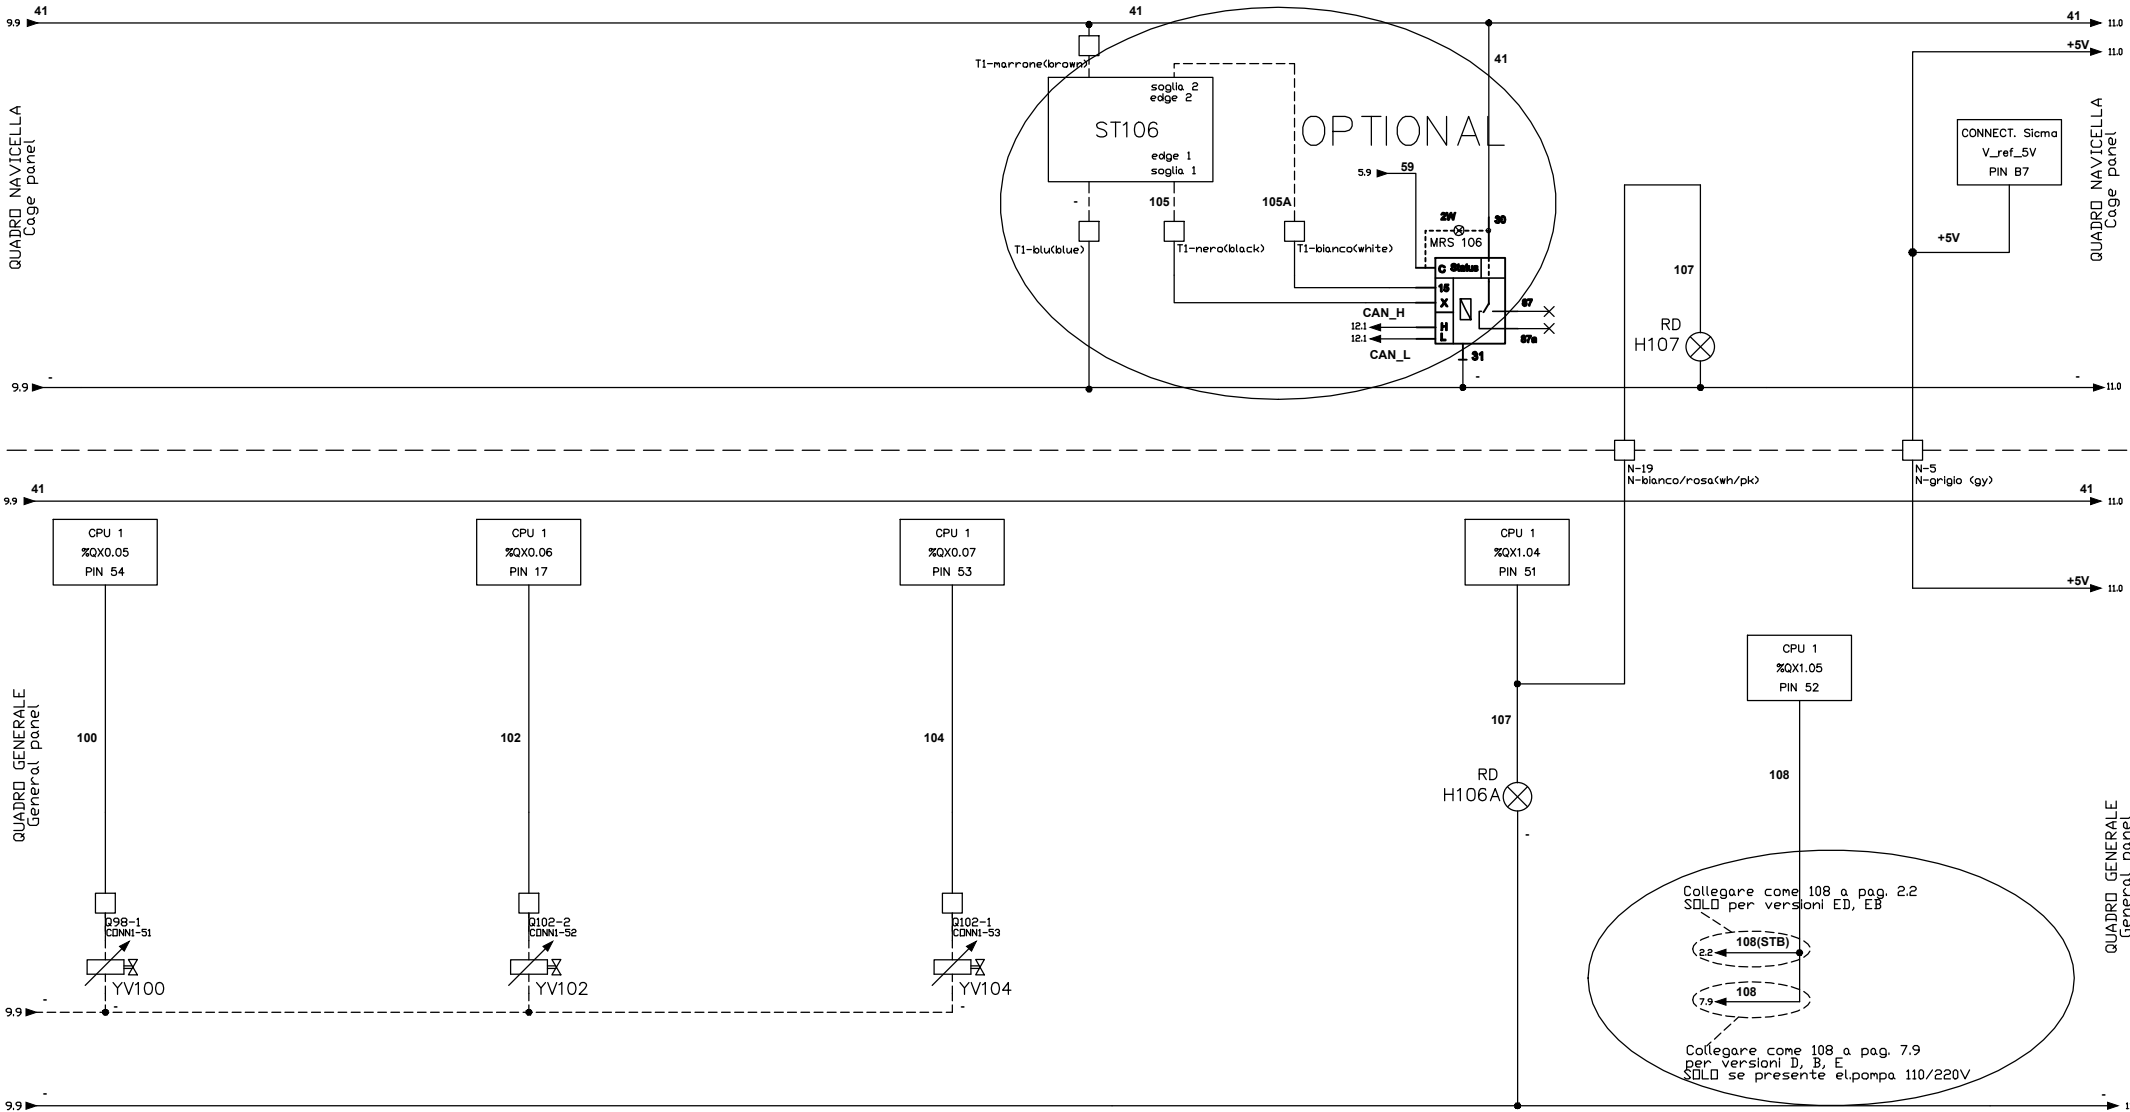 9.9 41 41 41 11.0
+5V 11.0
T1-marrone(brown)
41
QUADRO NAVICELLA
Cage panel
soglia 2
edge 2
ST106
edge 1
soglia 1
OPTIONAL
5.9 59
- 105 105A
2W 30
MRS 106
T1-blu(blue) T1-nero(black) T1-bianco(white)
C Status
15
X
H
L
87
87a
31
CAN_H
12.1
12.1
CAN_L
107
RD
H107
CONNECT. Sicma
V_ref_5V
PIN B7
+5V
QUADRO NAVICELLA
Cage panel
9.9 - - - 11.0
N-19
N-bianco/rosa(wh/pk)
N-5
N-grigio (gy)
9.9 41 41 11.0
CPU 1
%QX0.05
PIN 54
CPU 1
%QX0.06
PIN 17
CPU 1
%QX0.07
PIN 53
CPU 1
%QX1.04
PIN 51
+5V 11.0
CPU 1
%QX1.05
PIN 52
QUADRO GENERALE
General panel
100
102
104
107
108
RD
H106A
-
QUADRO GENERALE
General panel
Q98-1
CONN1-51
YV100
Q102-2
CONN1-52
YV102
Q102-1
CONN1-53
YV104
9.9 - - - -
Collegare come 108 a pag. 2.2
SOLO per versioni ED, EB
108(STB)
2.2
108
7.9
Collegare come 108 a pag. 7.9
per versioni D, B, E
SOLO se presente el.pompa 110/220V
9.9 - -